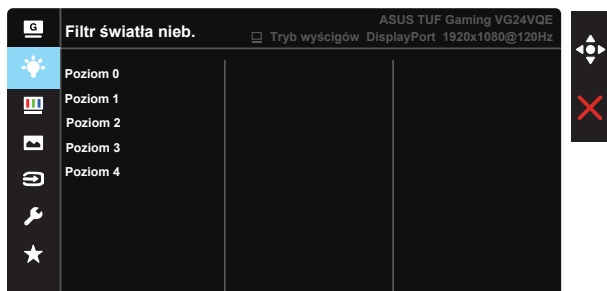 G
Filtr światła nieb.
ASUS TUF Gaming VG24VQE
Tryb wyścigów DisplayPort 1920x1080@120Hz
Poziom 0
Poziom 1
Poziom 2
Poziom 3
Poziom 4